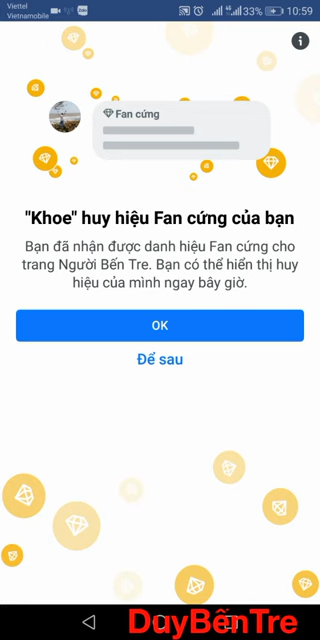 Viettel
Vietnamobile
4G 33% 10:59
Fan cứng
"Khoe" huy hiệu Fan cứng của bạn
Bạn đã nhận được danh hiệu Fan cứng cho
trang Người Bến Tre. Bạn có thể hiển thị huy
hiệu của mình ngay bây giờ.
OK
Để sau
DuyBếnTre